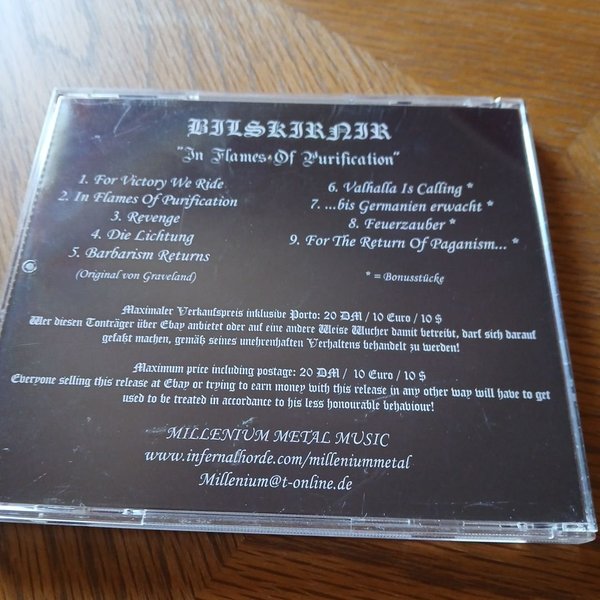 BILSKIRNIR
"In Flames Of Purification"
1. For Victory We Ride
2. In Flames Of Purification
3. Revenge
4. Die Lichtung
5. Barbarism Returns
(Original von Graveland)
6. Valhalla Is Calling *
7. ...bis Germanien erwacht *
8. Feuerzauber *
9. For The Return Of Paganism... *
* = Bonusstücke
Maximaler Verkaufspreis inklusive Porto: 20 DM / 10 Euro / 10 $
Wer diesen Tonträger über Ebay anbietet oder auf eine andere Weise Wucher damit betreibt, darf sich darauf
gefaßt machen, gemäß seines unehrenhaften Verhaltens behandelt zu werden!
Maximum price including postage: 20 DM / 10 Euro / 10 $
Everyone selling this release at Ebay or trying to earn money with this release in any other way will have to get
used to be treated in accordance to his less honourable behaviour!
MILLENIUM METAL MUSIC
www.infernalhorde.com/milleniummetal
Millenium@t-online.de